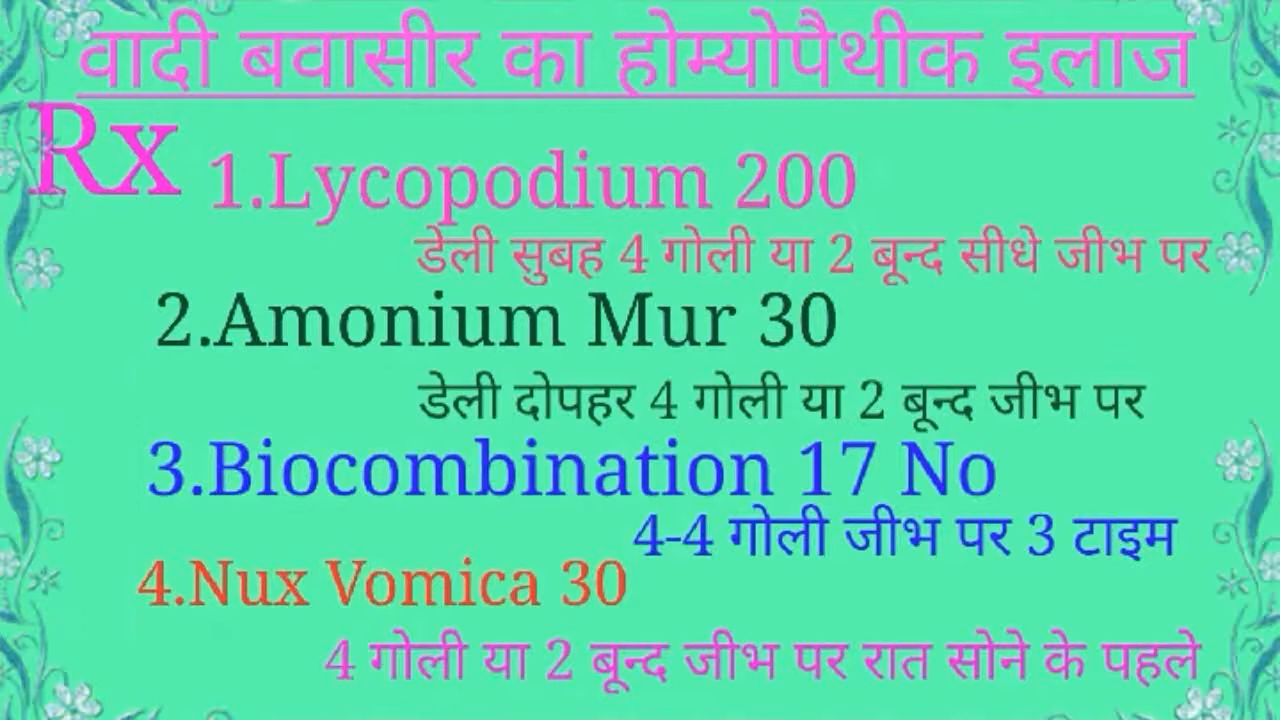 वादी बवासीर का होम्योपैथीक इलाज
Rx
1.Lycopodium 200
डेली सुबह 4 गोली या 2 बून्द सीधे जीभ पर
2.Amonium Mur 30
डेली दोपहर 4 गोली या 2 बून्द जीभ पर
3.Biocombination 17 No
4-4 गोली जीभ पर 3 टाइम
4.Nux Vomica 30
4 गोली या 2 बून्द जीभ पर रात सोने के पहले